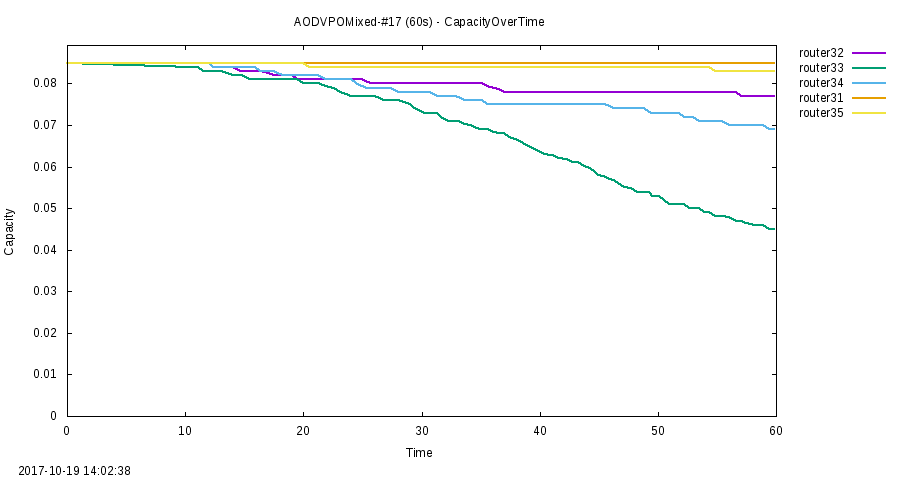 AODVPOMixed-#17 (60s) - CapacityOverTime
router32
router33
router34
router31
router35
0.08
0.07
0.06
0.05
0.04
0.03
0.02
0.01
0
Capacity
0 10 20 30 40 50 60
Time
2017-10-19 14:02:38